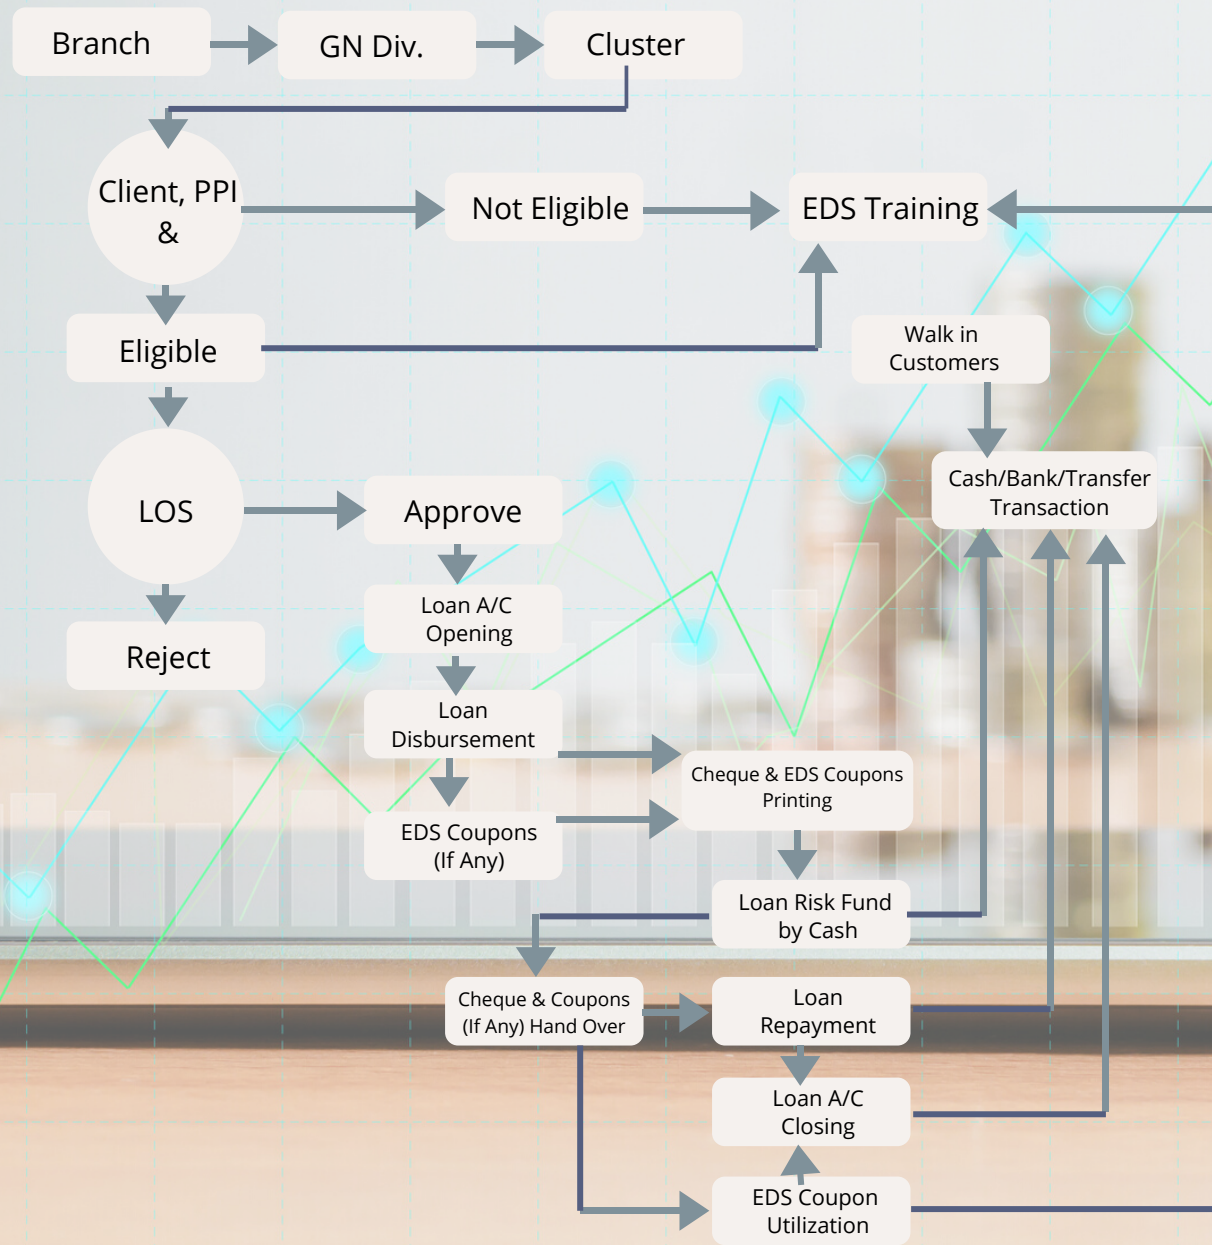 Branch
GN Div.
Cluster
Client, PPI
&
Not Eligible
EDS Training
Eligible
Walk in
Customers
Cash/Bank/Transfer
Transaction
LOS
Approve
Loan A/C
Opening
Reject
Loan
Disbursement
Cheque & EDS Coupons
Printing
EDS Coupons
(If Any)
Loan Risk Fund
by Cash
Cheque & Coupons
(If Any) Hand Over
Loan
Repayment
Loan A/C
Closing
EDS Coupon
Utilization